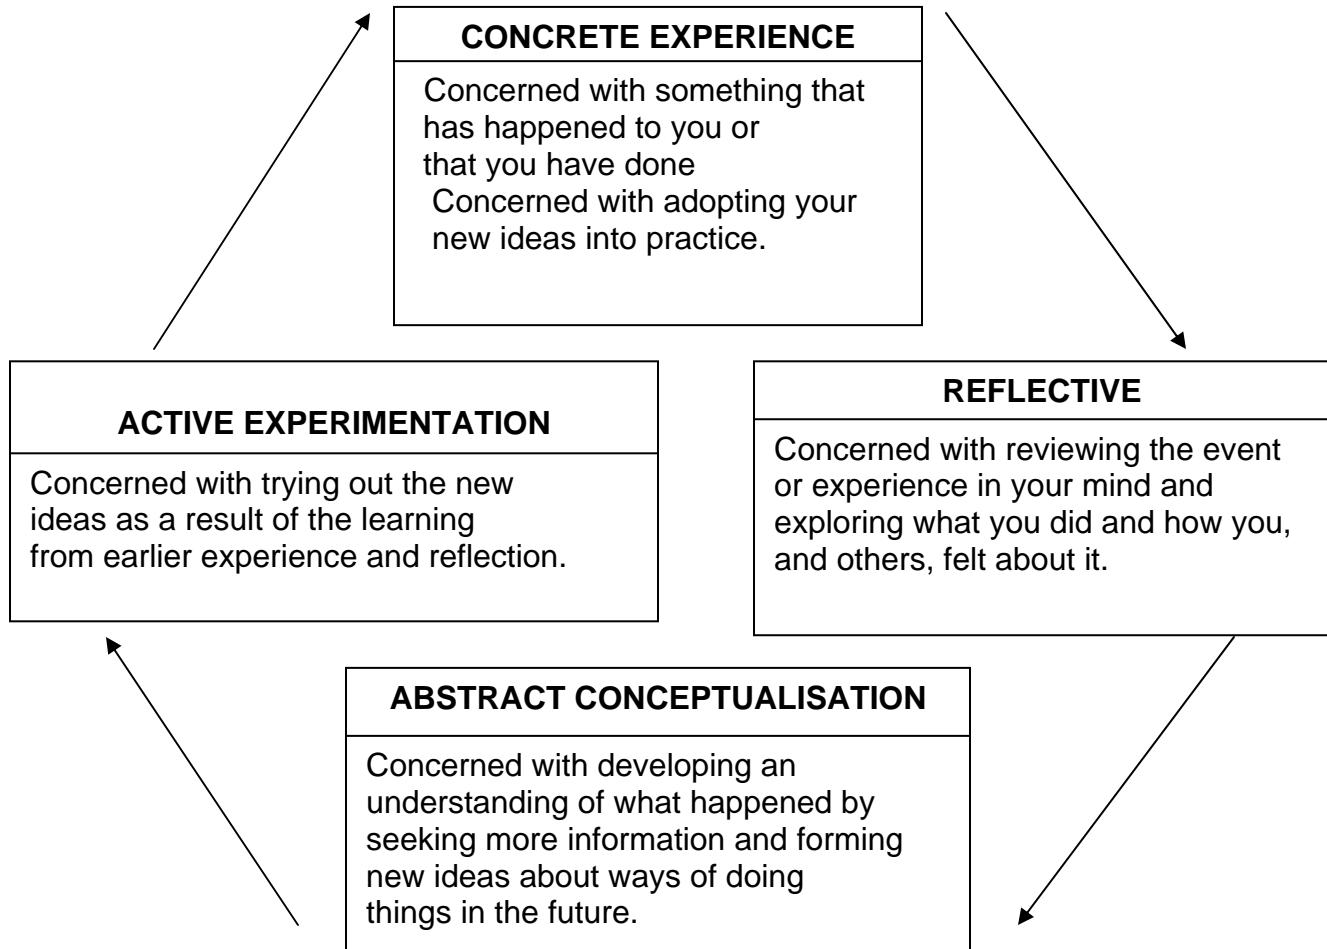 CONCRETE EXPERIENCE
Concerned with something that
has happened to you or
that you have done
Concerned with adopting your
new ideas into practice.
REFLECTIVE
Concerned with reviewing the event
or experience in your mind and
exploring what you did and how you,
and others, felt about it.
ABSTRACT CONCEPTUALISATION
Concerned with developing an
understanding of what happened by
seeking more information and forming
new ideas about ways of doing
things in the future.
ACTIVE EXPERIMENTATION
Concerned with trying out the new
ideas as a result of the learning
from earlier experience and reflection.